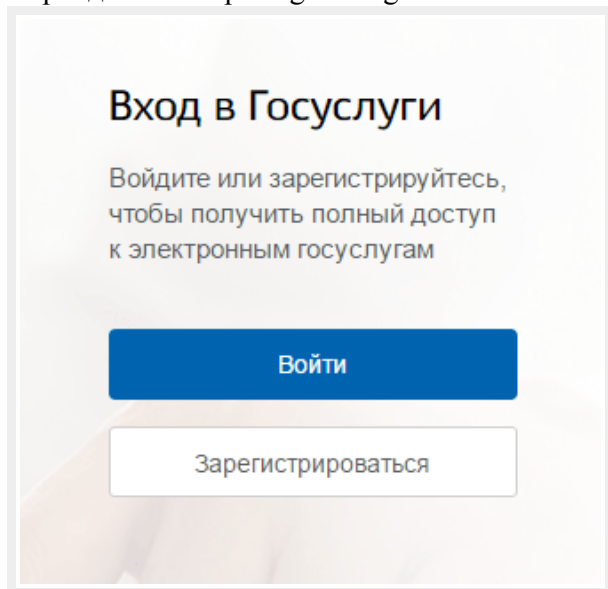 Вход в Госуслуги
Войдите или зарегистрируйтесь,
чтобы получить полный доступ
к электронным госуслугам
Войти
Зарегистрироваться